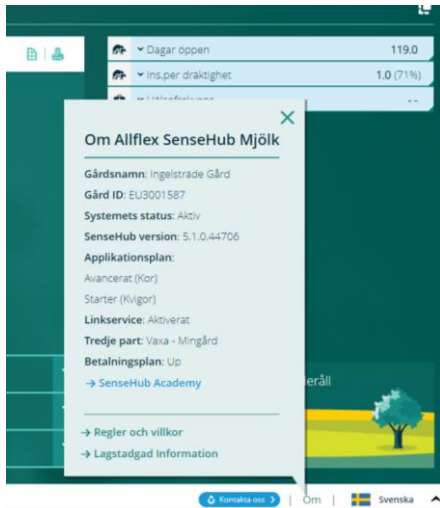 Dagar öppen 119.0
Ins.per dräktighet 1.0 (71%)
--
Om Allflex SenseHub Mjölk
Gårdsnamn: Ingelstrade Gård
Gård ID: EU3001587
Systemets status: Aktiv
SenseHub version: 5.1.0.44706
Applikationsplan:
Avancerat (Kor)
Starter (Kvigor)
Linkservice: Aktiverat
Tredje part: Vaxa - Mingård
Betalningsplan: Up
→ SenseHub Academy
eråll
→ Regler och villkor
→ Lagstadgad Information
Kontakta oss > | Om | Svenska